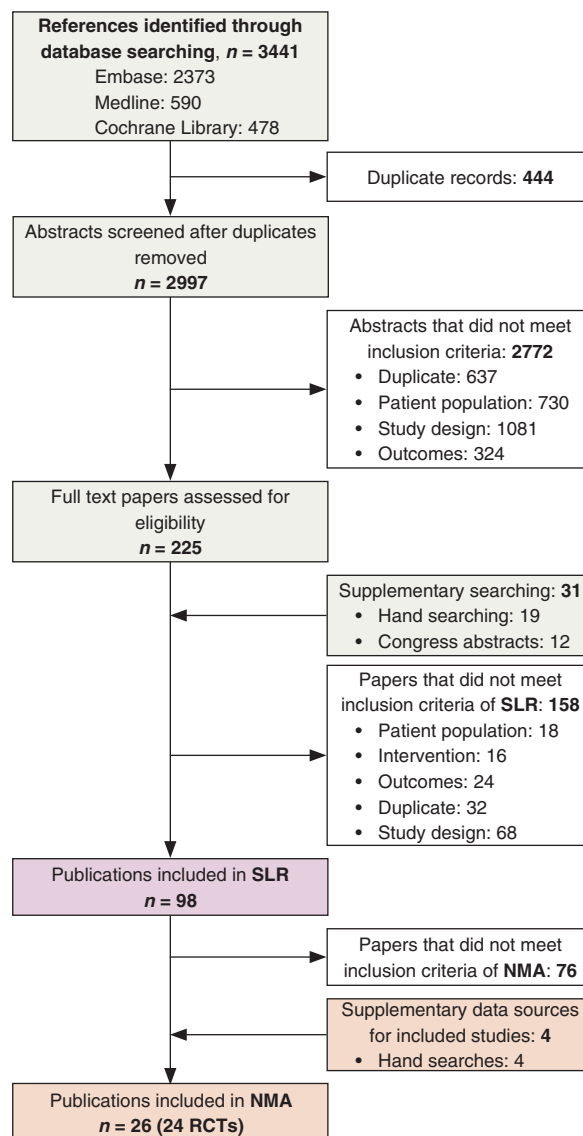 References identified through
database searching, n = 3441
Embase: 2373
Medline: 590
Cochrane Library: 478
Duplicate records: 444
Abstracts screened after duplicates
removed
n = 2997
Abstracts that did not meet
inclusion criteria: 2772
• Duplicate: 637
• Patient population: 730
• Study design: 1081
• Outcomes: 324
Full text papers assessed for
eligibility
n = 225
Supplementary searching: 31
• Hand searching: 19
• Congress abstracts: 12
Papers that did not meet
inclusion criteria of SLR: 158
• Patient population: 18
• Intervention: 16
• Outcomes: 24
• Duplicate: 32
• Study design: 68
Publications included in SLR
n = 98
Papers that did not meet
inclusion criteria of NMA: 76
Supplementary data sources
for included studies: 4
• Hand searches: 4
Publications included in NMA
n = 26 (24 RCTs)